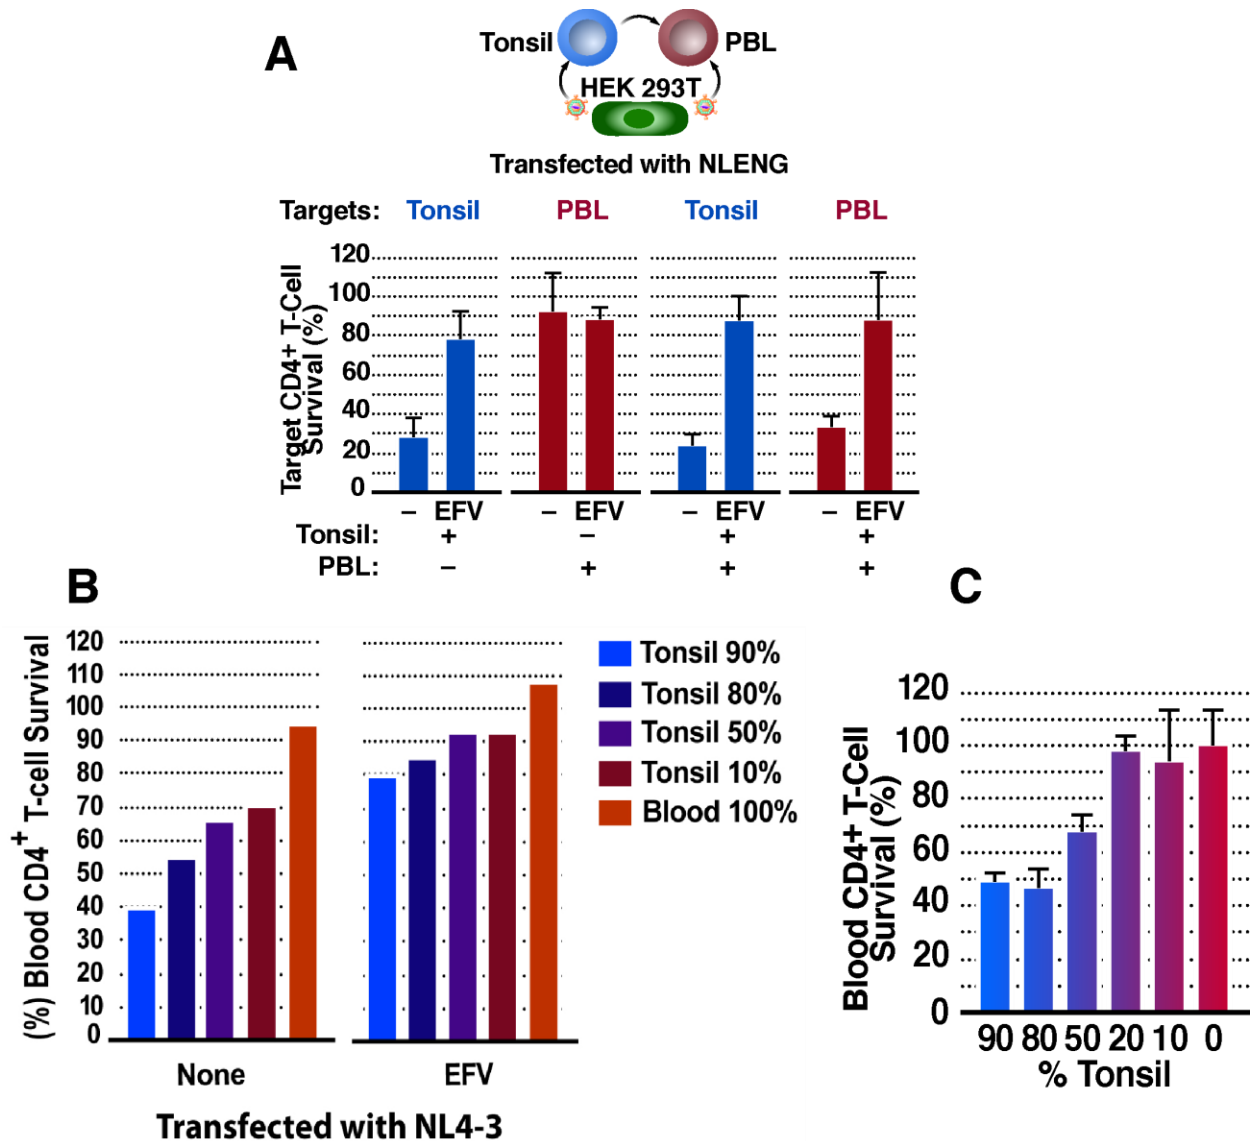 A
Tonsil PBL
HEK 293T
Transfected with NLENG
Targets: Tonsil PBL Tonsil PBL
Target CD4+ T-Cell
Survival (%)
120
100
80
60
40
20
0
– EFV – EFV – EFV – EFV
Tonsil: + – + +
PBL: – + + +
B
(%) Blood CD4+ T-cell Survival
120
110
100
90
80
70
60
50
40
30
20
10
0
None EFV
Transfected with NL4-3
Tonsil 90%
Tonsil 80%
Tonsil 50%
Tonsil 10%
Blood 100%
C
Blood CD4+ T-Cell
Survival (%)
120
100
80
60
40
20
0
90 80 50 20 10 0
% Tonsil